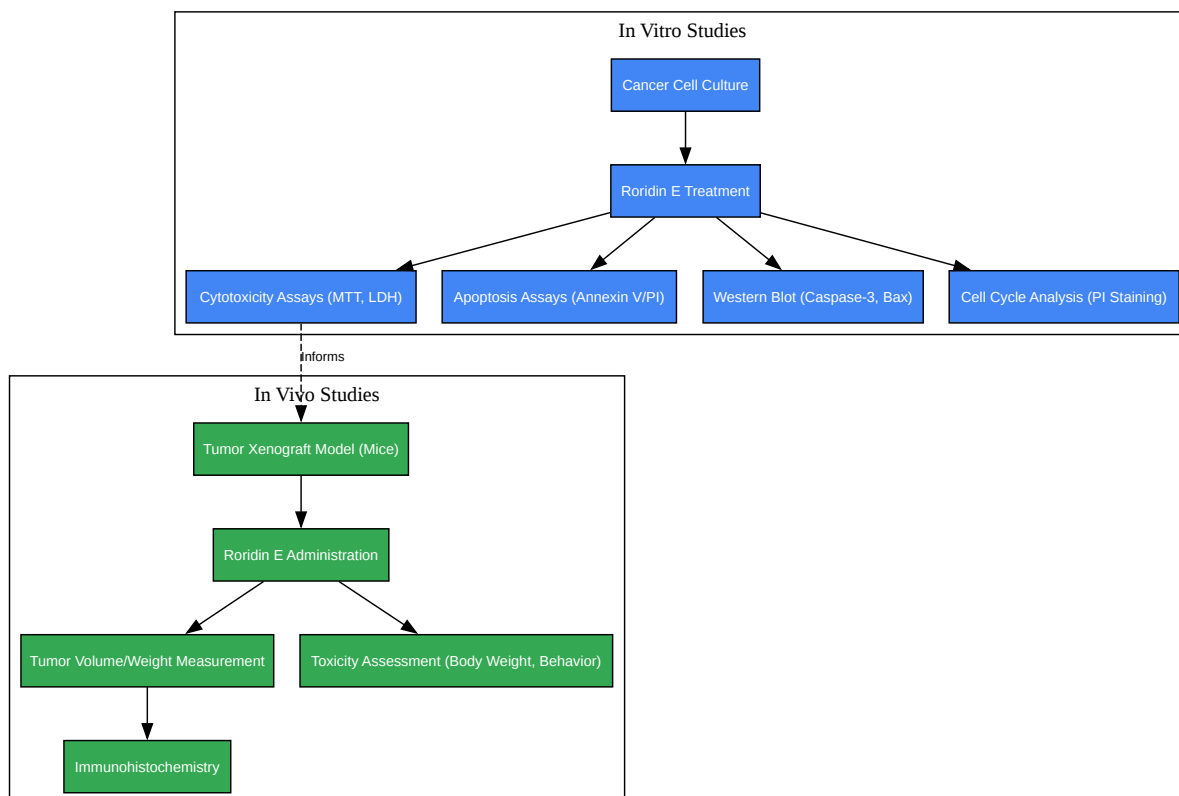 In Vitro Studies
Cancer Cell Culture
Roridin E Treatment
Cytotoxicity Assays (MTT, LDH)
Apoptosis Assays (Annexin V/PI)
Western Blot (Caspase-3, Bax)
Cell Cycle Analysis (PI Staining)
Informs
In Vivo Studies
Tumor Xenograft Model (Mice)
Roridin E Administration
Tumor Volume/Weight Measurement
Toxicity Assessment (Body Weight, Behavior)
Immunohistochemistry